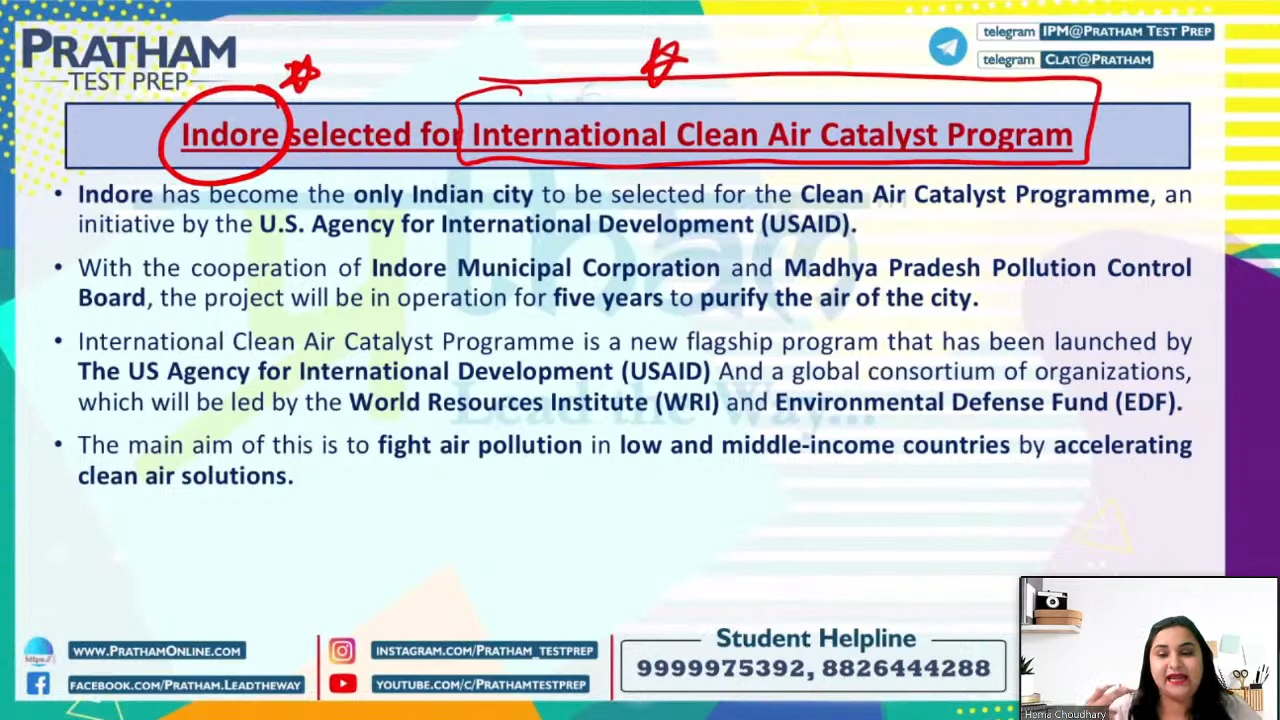 PRATHAM
TEST PREP
telegram IPM@PRATHAM TEST PREP
telegram CLAT@PRATHAM
Indore selected for International Clean Air Catalyst Program
• Indore has become the only Indian city to be selected for the Clean Air Catalyst Programme, an
initiative by the U.S. Agency for International Development (USAID).
• With the cooperation of Indore Municipal Corporation and Madhya Pradesh Pollution Control
Board, the project will be in operation for five years to purify the air of the city.
• International Clean Air Catalyst Programme is a new flagship program that has been launched by
The US Agency for International Development (USAID) And a global consortium of organizations,
which will be led by the World Resources Institute (WRI) and Environmental Defense Fund (EDF).
• The main aim of this is to fight air pollution in low and middle-income countries by accelerating
clean air solutions.
Lead the Way...
https://
WWW.PRATHAMONLINE.COM
FACEBOOK.COM/PRATHAM.LEADTHEWAY
INSTAGRAM.COM/PRATHAM_TESTPREP
YOUTUBE.COM/C/PRATHAMTESTPREP
Student Helpline
9999975392, 8826444288
Hema Choudhary